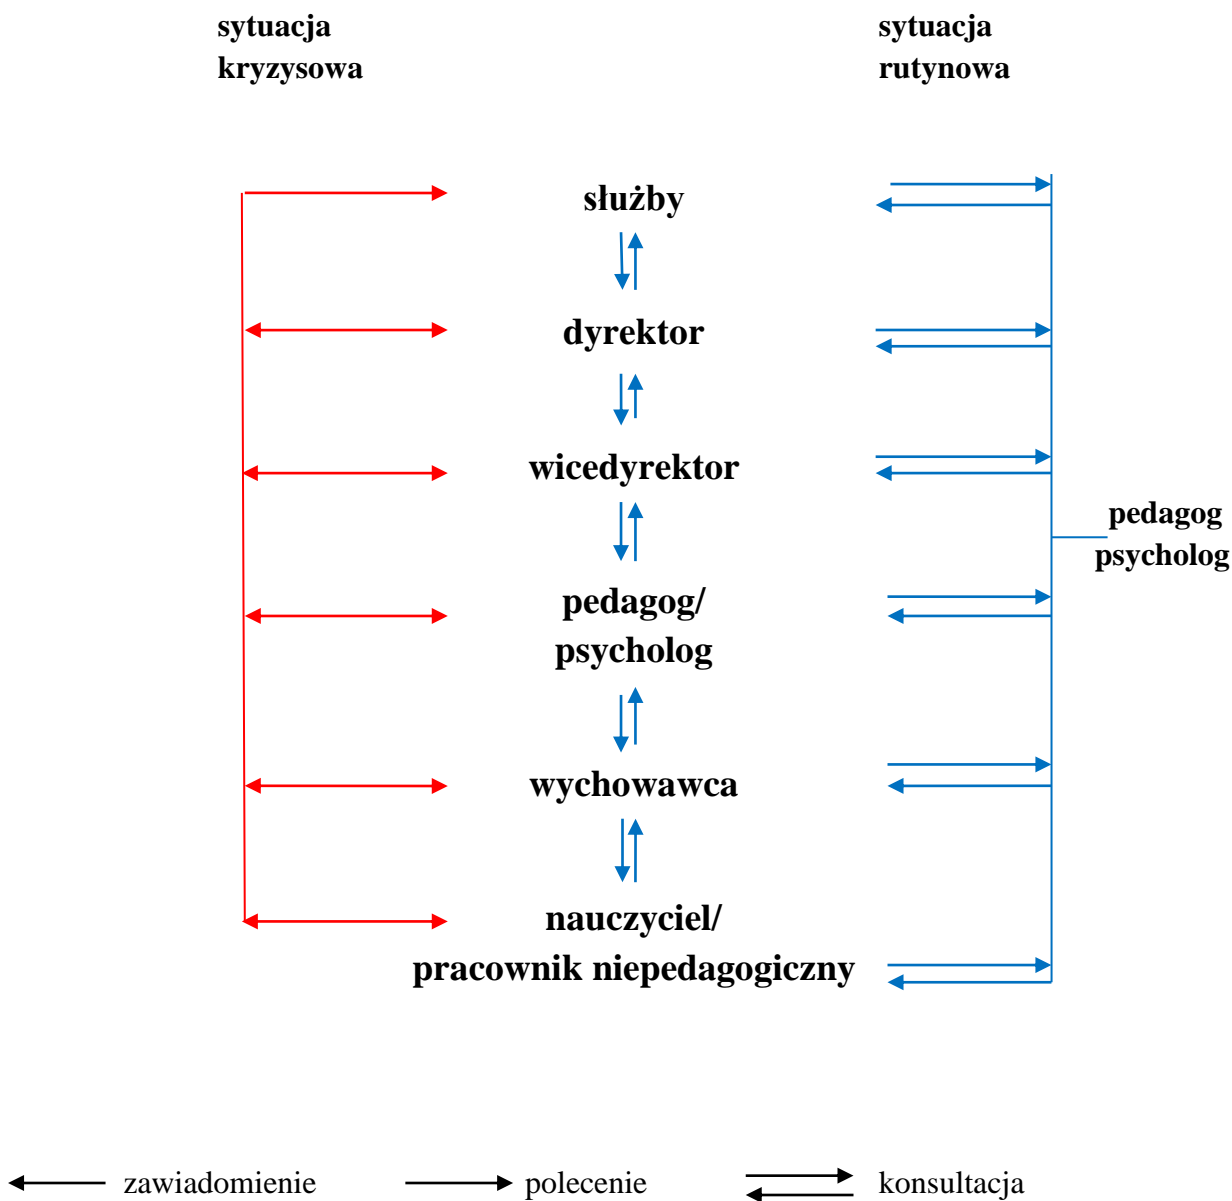 sytuacja
kryzysowa
sytuacja
rutynowa
służby
dyrektor
wicedyrektor
pedagog
psycholog
pedagog/
psycholog
wychowawca
nauczyciel/
pracownik niepedagogiczny
zawiadomienie
polecenie
konsultacja